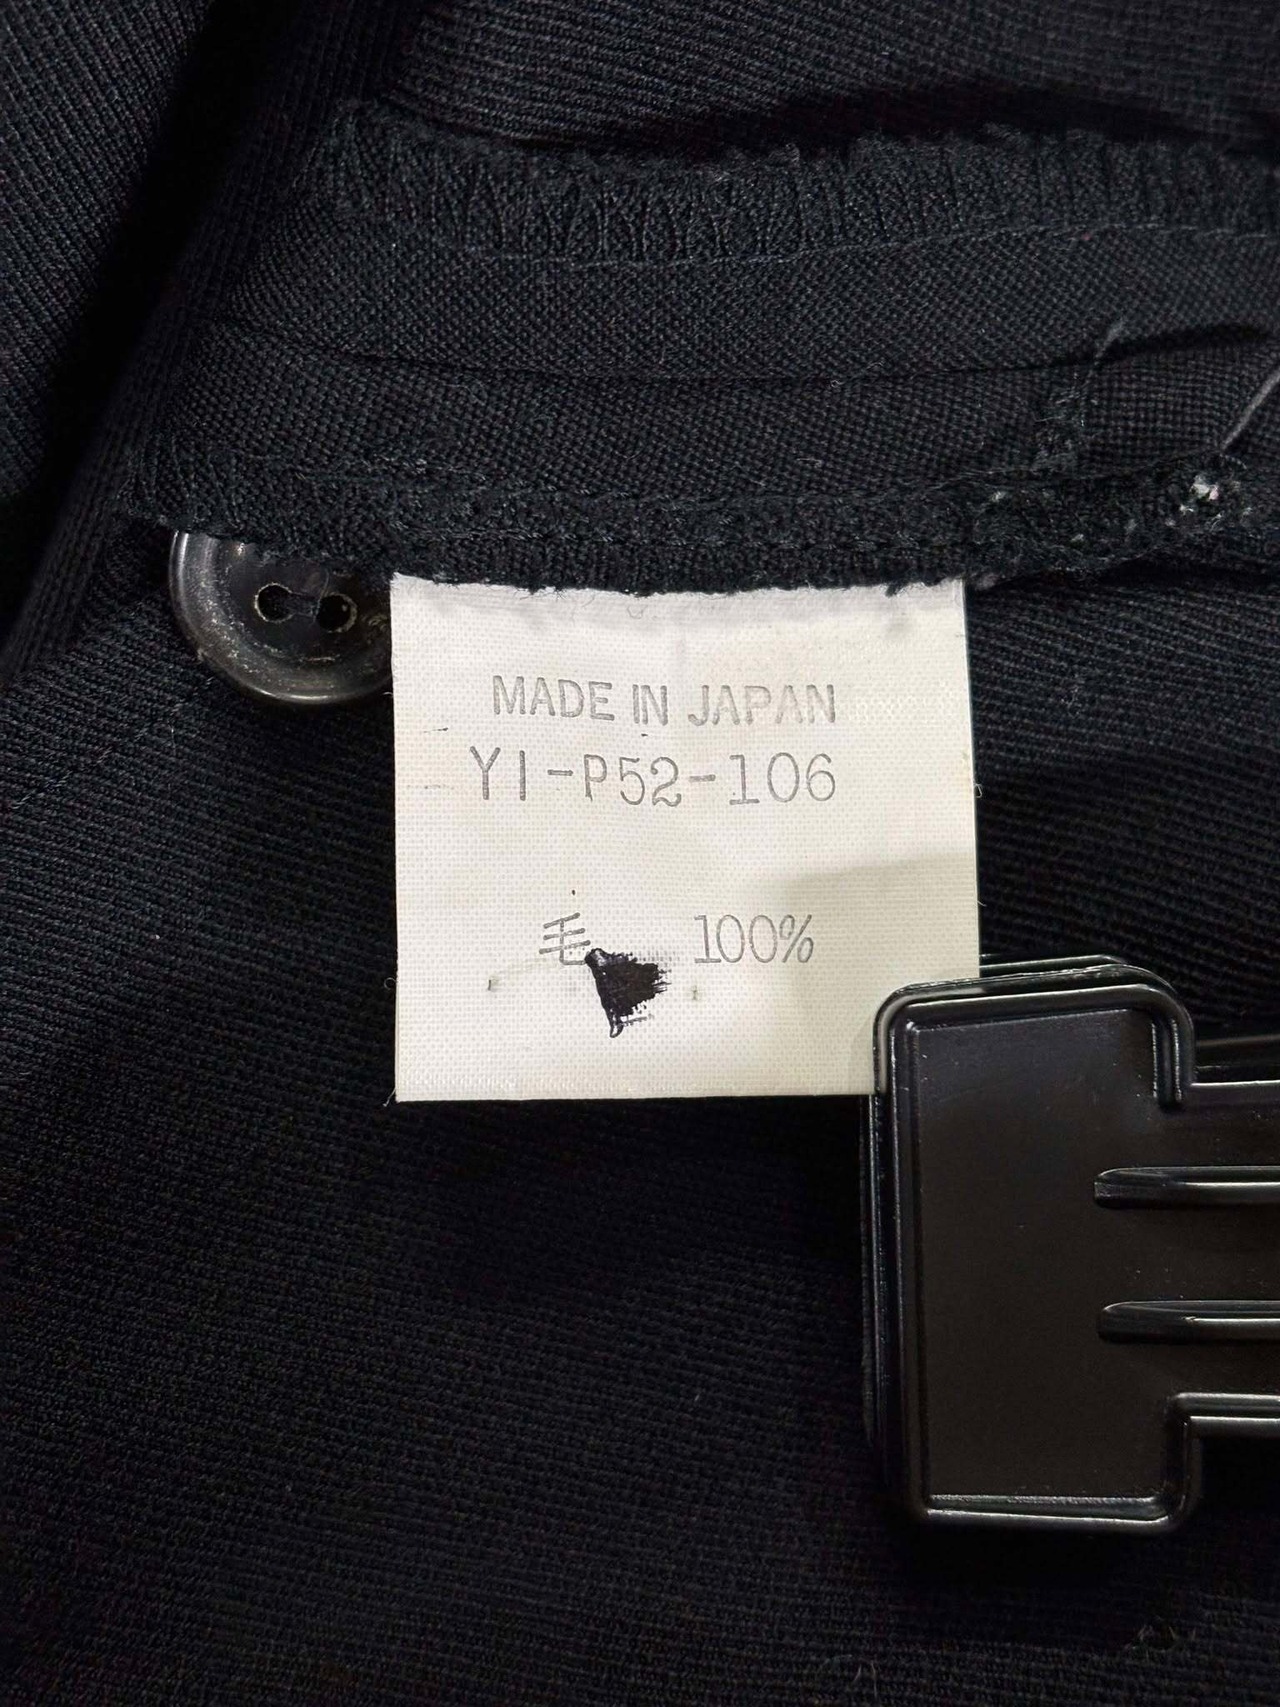 MADE IN JAPAN
YI-P52-106
毛 100%